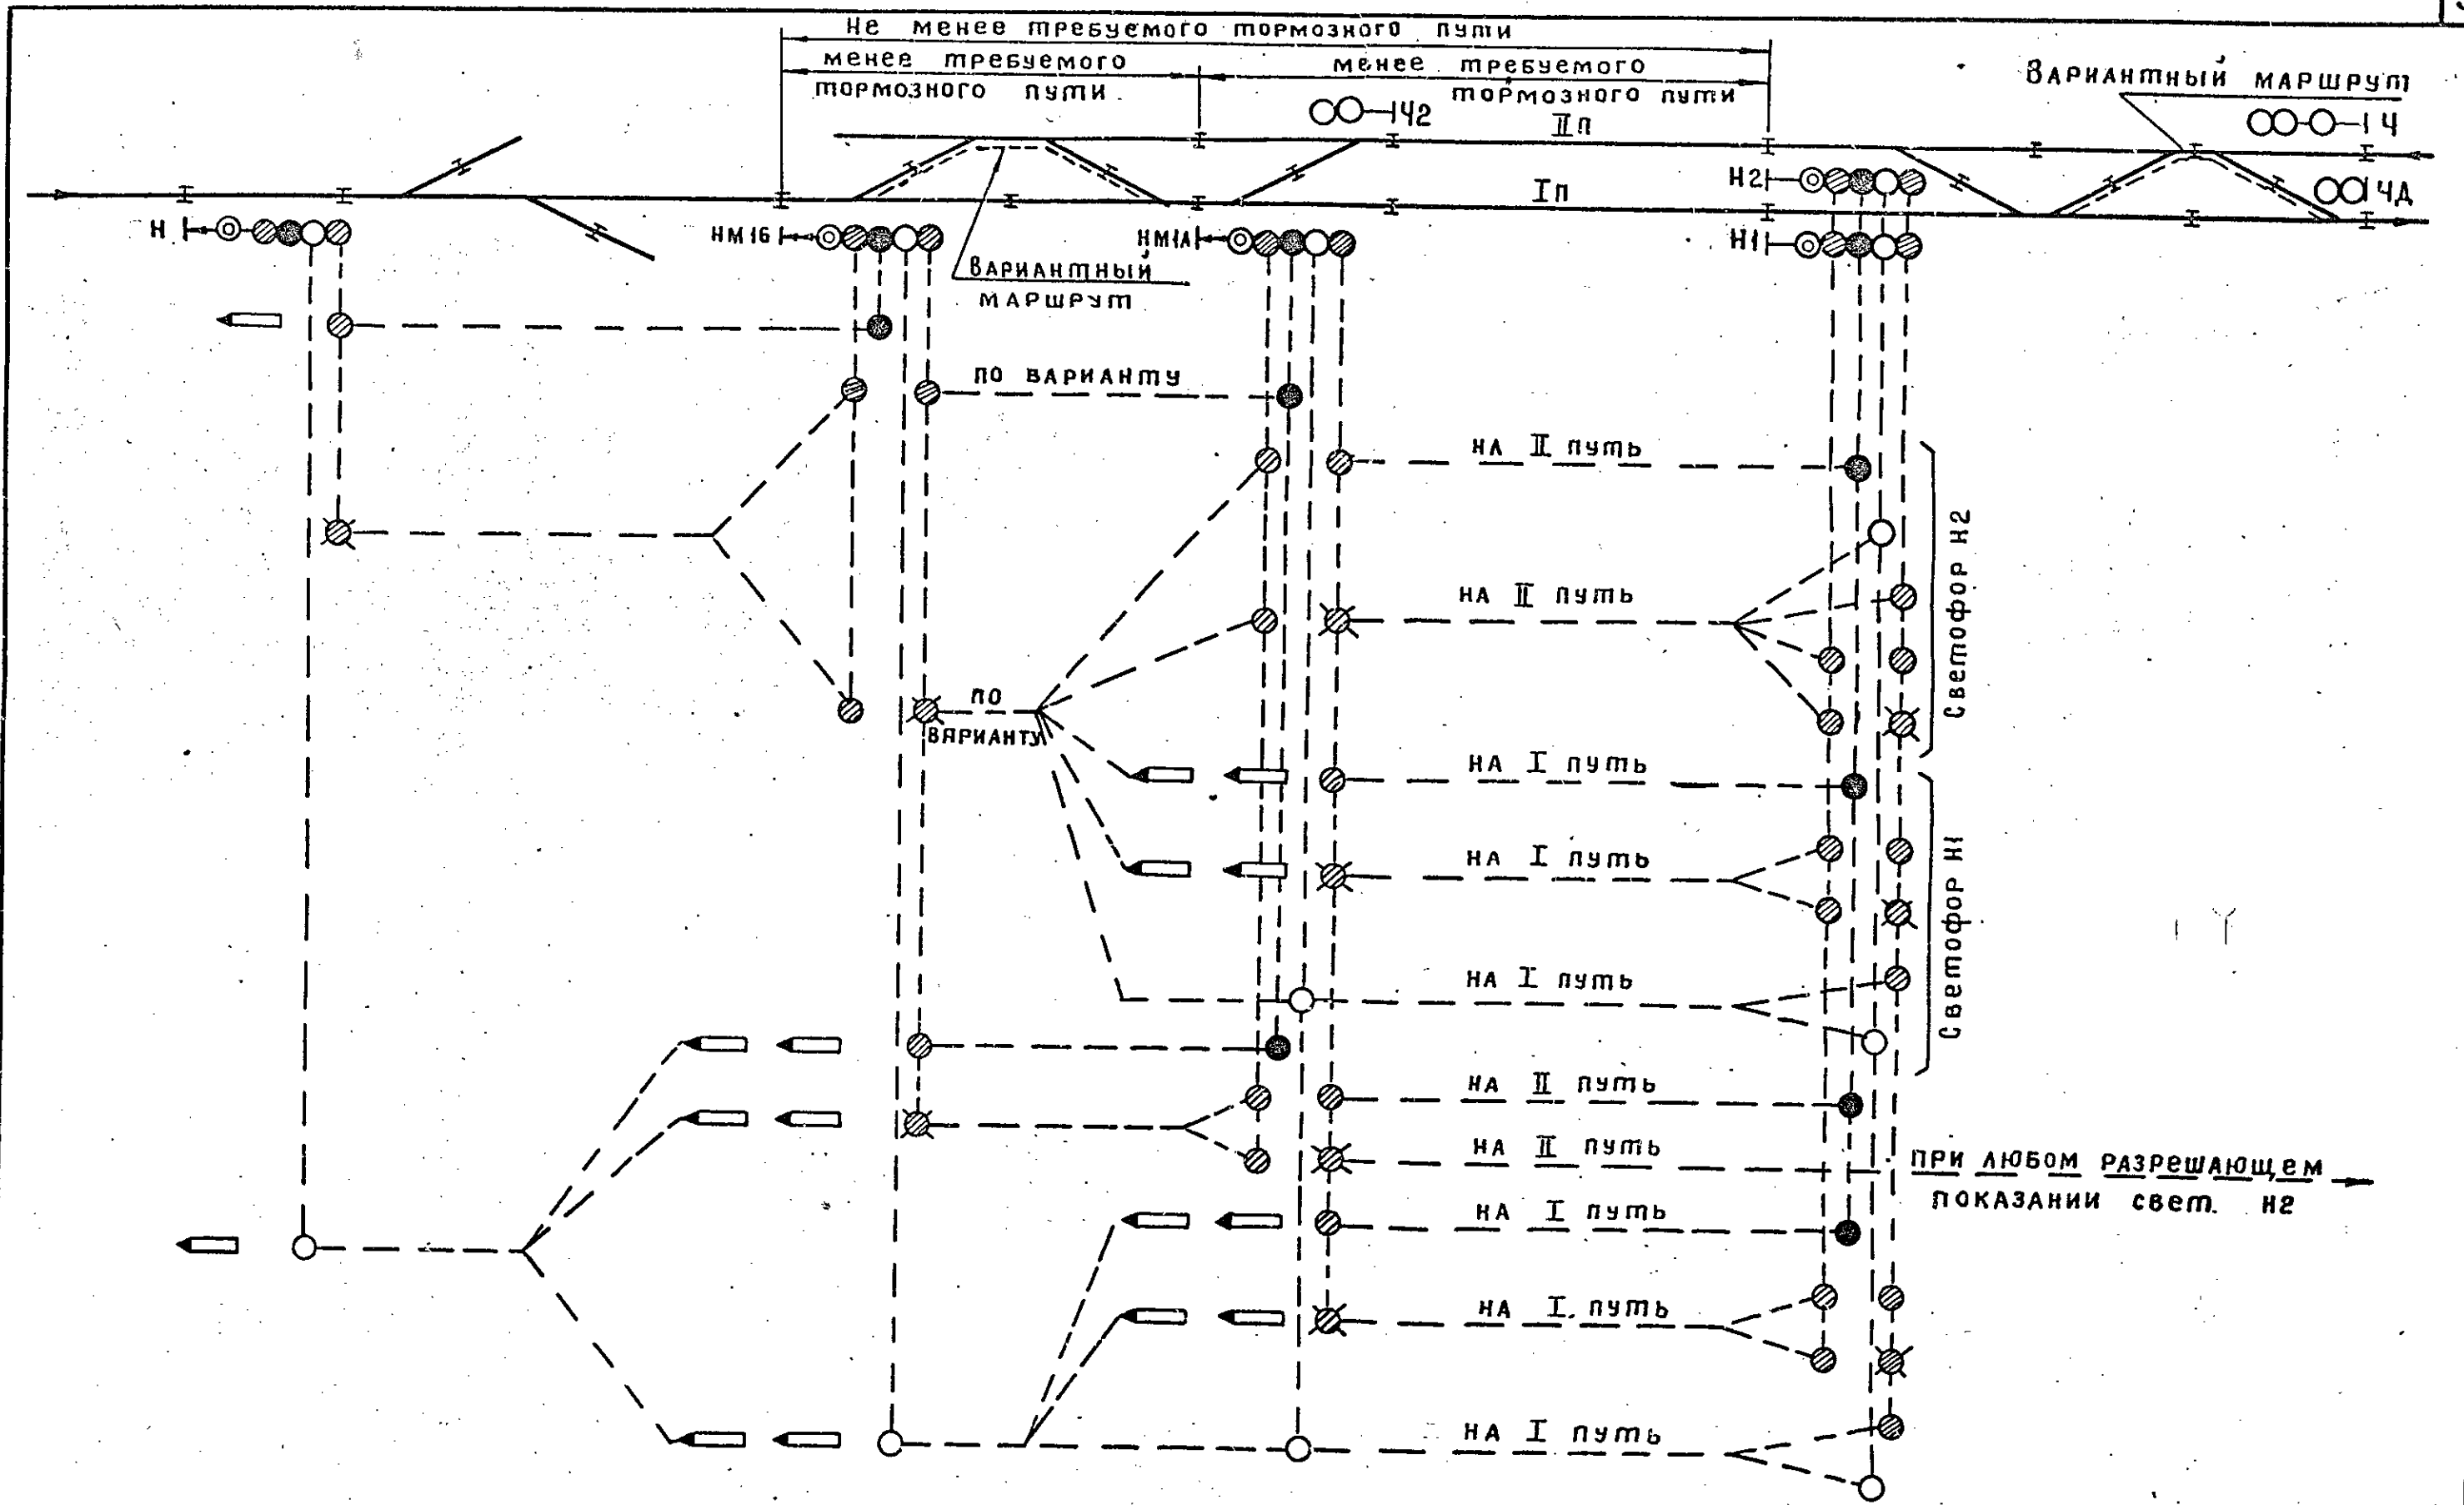 Не менее требуемого тормозного пути
менее требуемого
тормозного пути
менее требуемого
тормозного пути
Вариантный маршрут
Ч2
IIп
Ч
Н2
Iп
ЧД
Н
НМ1Б
НМ1А
Н1
Вариантный
маршрут
по варианту
на II путь
на II путь
Светофор Н2
по
варианту
на I путь
на I путь
Светофор Н1
на I путь
на II путь
на II путь
при любом разрешающем
показании свет. Н2
на I путь
на I путь
на I путь